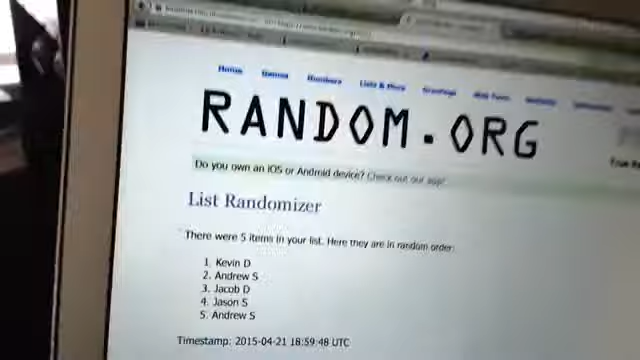 Home Games Numbers Lists & More Drawings Web Tools
RANDOM.ORG
Do you own an iOS or Android device? Check out our app!
List Randomizer
There were 5 items in your list. Here they are in random order:
1. Kevin D
2. Andrew S
3. Jacob D
4. Jason S
5. Andrew S
Timestamp: 2015-04-21 18:59:48 UTC